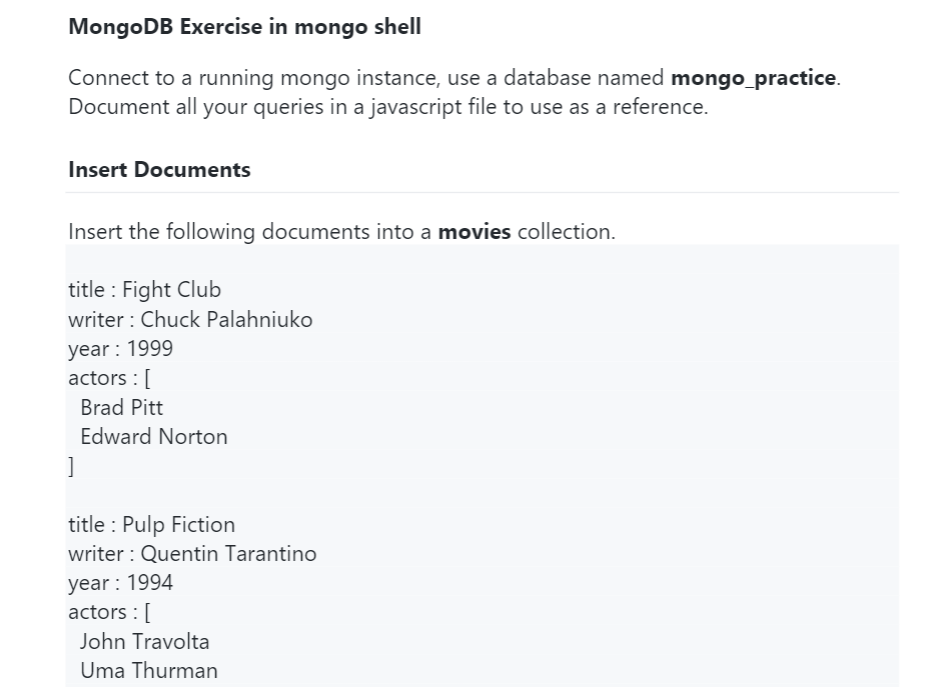 MongoDB Exercise in mongo shell
Connect to a running mongo instance, use a database named mongo_practice.
Document all your queries in a javascript file to use as a reference.
Insert Documents
Insert the following documents into a movies collection.
title : Fight Club
writer : Chuck Palahniuko
year : 1999
actors : [
Brad Pitt
Edward Norton
]
title : Pulp Fiction
writer : Quentin Tarantino
year : 1994
actors : [
John Travolta
Uma Thurman